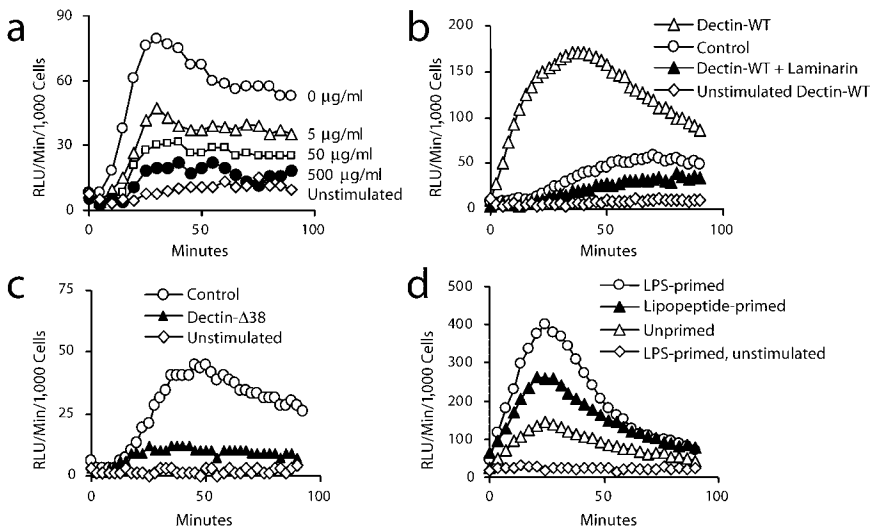 a
RLU/Min/1,000 Cells
90
60
30
0
0 µg/ml
5 µg/ml
50 µg/ml
500 µg/ml
Unstimulated
0
50
100
Minutes
b
RLU/Min/1,000 Cells
200
150
100
50
0
Dectin-WT
Control
Dectin-WT + Laminarin
Unstimulated Dectin-WT
0
50
100
Minutes
c
RLU/Min/1,000 Cells
75
50
25
0
Control
Dectin-Δ38
Unstimulated
0
50
100
Minutes
d
RLU/Min/1,000 Cells
500
400
300
200
100
0
LPS-primed
Lipopeptide-primed
Unprimed
LPS-primed, unstimulated
0
50
100
Minutes